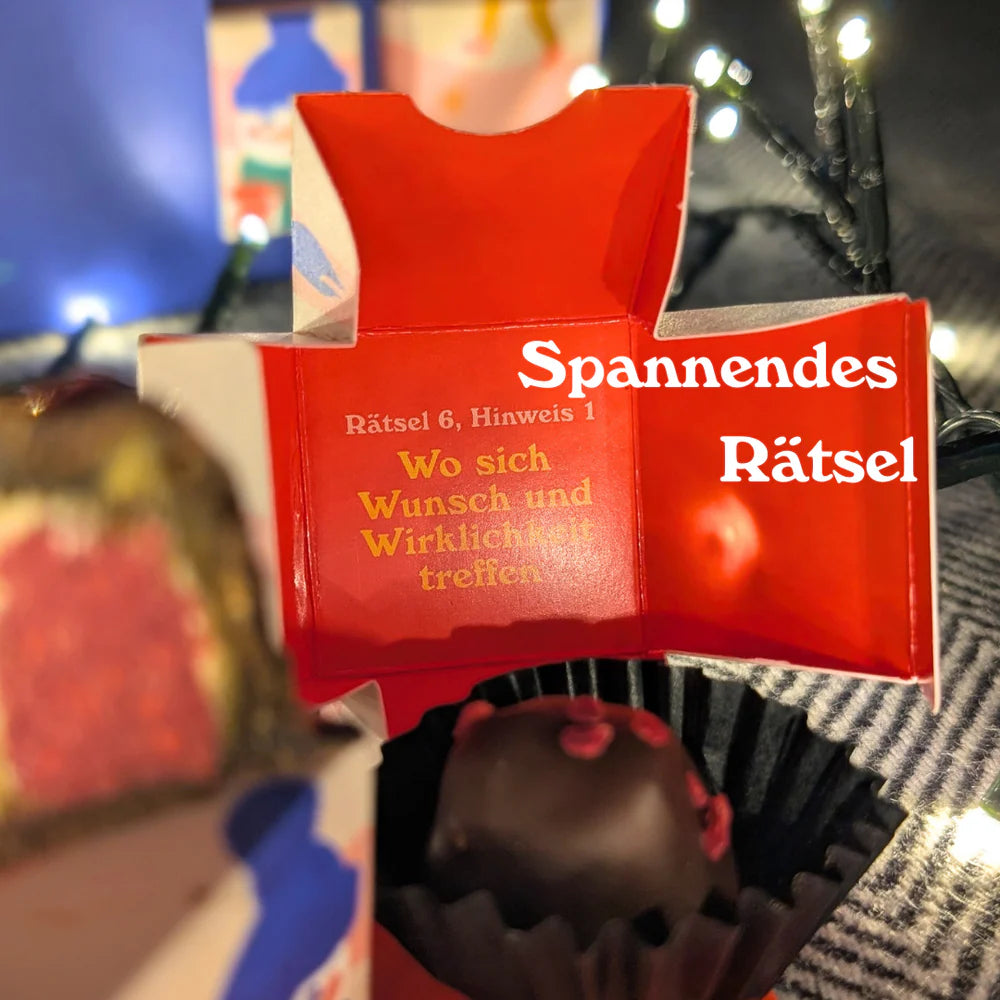 Spannendes
Rätsel
Rätsel 6, Hinweis 1
Wo sich
Wunsch und
Wirklichkeit
treffen